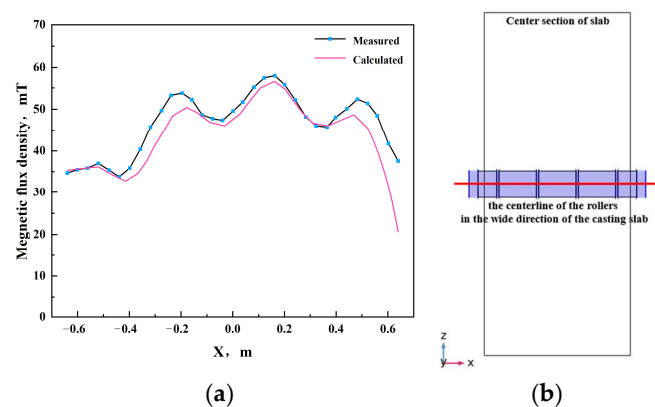 70
60
50
40
30
20
10
0
−0.6 −0.4 −0.2 0.0 0.2 0.4 0.6
Megnetic flux density, mT
X, m
Measured
Calculated
(a)
Center section of slab
the centerline of the rollers
in the wide direction of the casting slab
z
y x
(b)